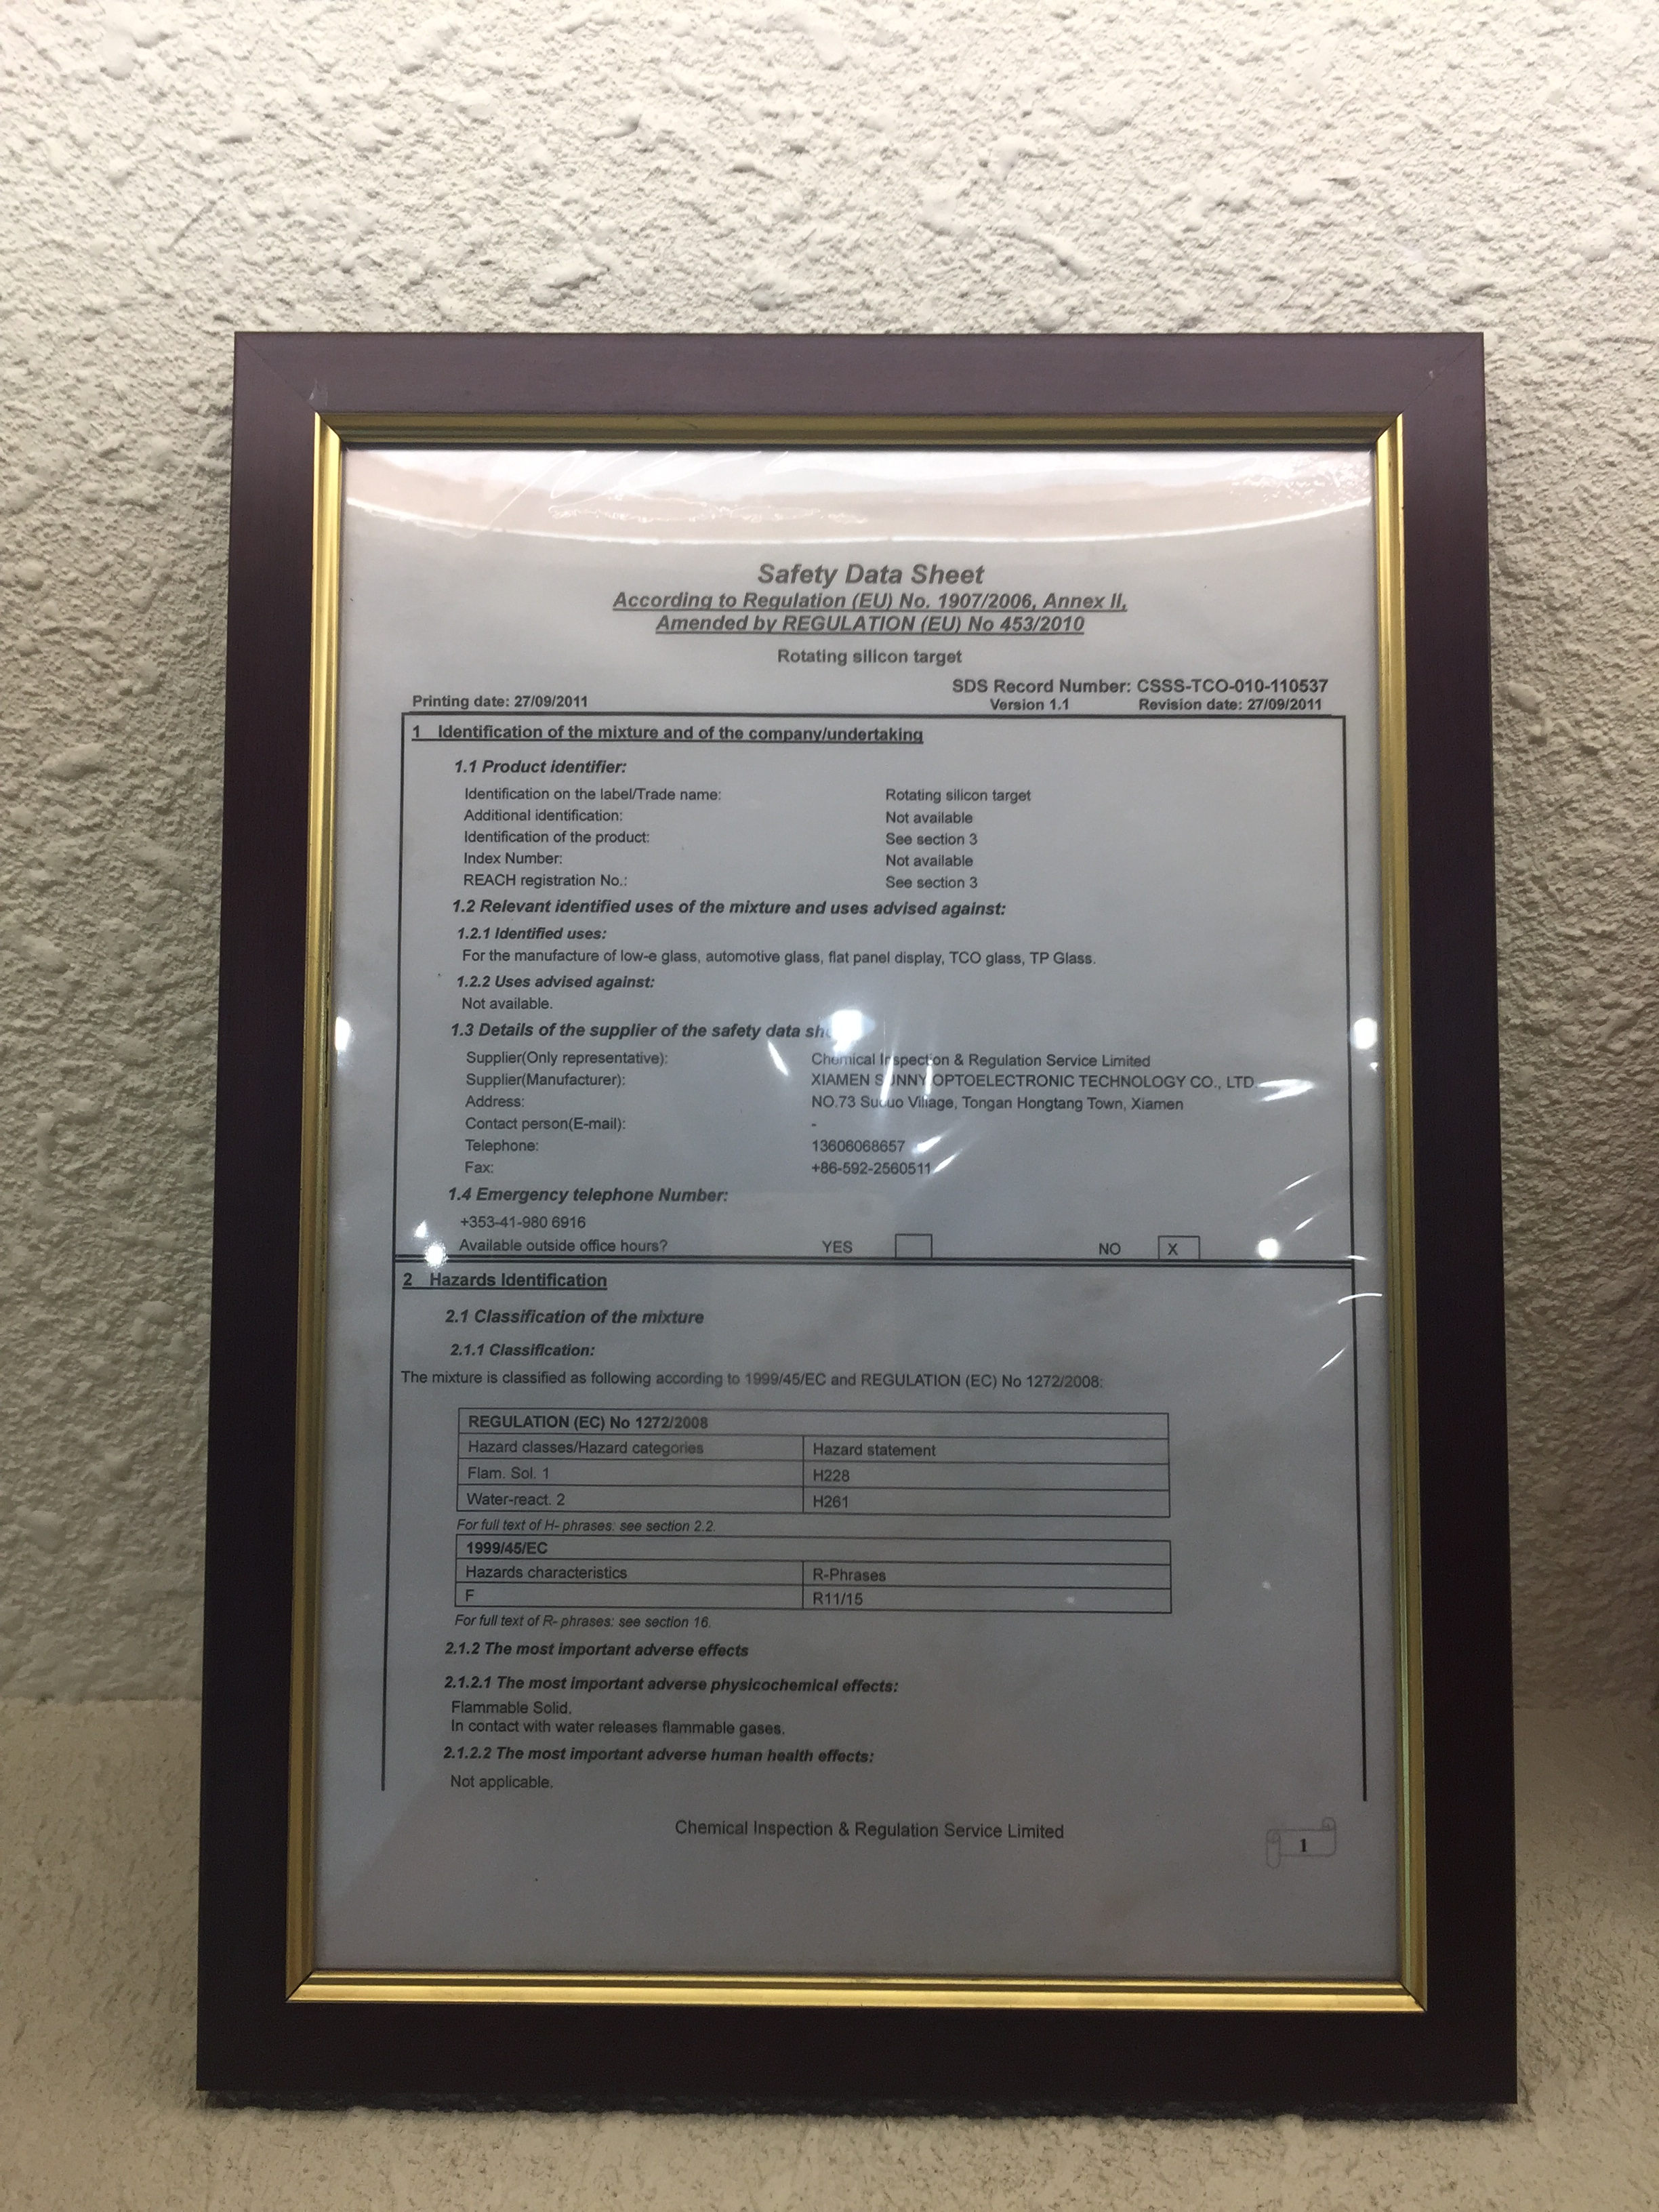 Safety Data Sheet
According to Regulation (EU) No. 1907/2006, Annex II,
Amended by REGULATION (EU) No 453/2010
Rotating silicon target
SDS Record Number: CSSS-TCO-010-110537
Printing date: 27/09/2011 Version 1.1 Revision date: 27/09/2011
1 Identification of the mixture and of the company/undertaking
1.1 Product identifier:
Identification on the label/Trade name: Rotating silicon target
Additional identification: Not available
Identification of the product: See section 3
Index Number: Not available
REACH registration No.: See section 3
1.2 Relevant identified uses of the mixture and uses advised against:
1.2.1 Identified uses:
For the manufacture of low-e glass, automotive glass, flat panel display, TCO glass, TP Glass.
1.2.2 Uses advised against:
Not available.
1.3 Details of the supplier of the safety data
Supplier(Only representative): Chemical Inspection & Regulation Service Limited
Supplier(Manufacturer): XIAMEN SUNNY OPTOELECTRONIC TECHNOLOGY CO., LTD
Address: NO.73 Village, Tongan Hongtang Town, Xiamen
Contact person(E-mail): -
Telephone: 13606068657
Fax: +86-592-2560511
1.4 Emergency telephone Number:
+353-41-980 6916
Available outside office hours? YES NO X
2 Hazards Identification
2.1 Classification of the mixture
2.1.1 Classification:
The mixture is classified as following according to 1999/45/EC and REGULATION (EC) No 1272/2008:
REGULATION (EC) No 1272/2008
Hazard classes/Hazard categories Hazard statement
Flam. Sol. 1 H228
Water-react. 2 H261
For full text of H- phrases: see section 2.2.
1999/45/EC
Hazards characteristics R-Phrases
F R11/15
For full text of R- phrases: see section 16.
2.1.2 The most important adverse effects
2.1.2.1 The most important adverse physicochemical effects:
Flammable Solid.
In contact with water releases flammable gases.
2.1.2.2 The most important adverse human health effects:
Not applicable.
Chemical Inspection & Regulation Service Limited
1